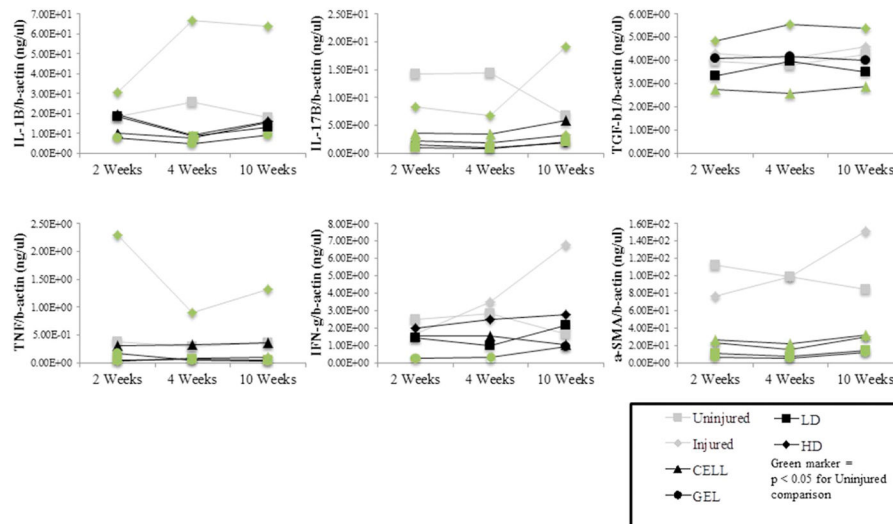 7.00E+01
6.00E+01
5.00E+01
4.00E+01
3.00E+01
2.00E+01
1.00E+01
0.00E+00
IL-1B/b-actin (ng/ul)
2 Weeks 4 Weeks 10 Weeks
2.50E+01
2.00E+01
1.50E+01
1.00E+01
5.00E+00
0.00E+00
IL-17B/b-actin (ng/ul)
2 Weeks 4 Weeks 10 Weeks
6.00E+00
5.00E+00
4.00E+00
3.00E+00
2.00E+00
1.00E+00
0.00E+00
TGF-b1/b-actin (ng/ul)
2 Weeks 4 Weeks 10 Weeks
2.50E+00
2.00E+00
1.50E+00
1.00E+00
5.00E-01
0.00E+00
TNF/b-actin (ng/ul)
2 Weeks 4 Weeks 10 Weeks
8.00E+00
7.00E+00
6.00E+00
5.00E+00
4.00E+00
3.00E+00
2.00E+00
1.00E+00
0.00E+00
IFN-g/b-actin (ng/ul)
2 Weeks 4 Weeks 10 Weeks
1.60E+02
1.40E+02
1.20E+02
1.00E+02
8.00E+01
6.00E+01
4.00E+01
2.00E+01
0.00E+00
a-SMA/b-actin (ng/ul)
2 Weeks 4 Weeks 10 Weeks
Uninjured
Injured
CELL
GEL
LD
HD
Green marker =
p < 0.05 for Uninjured
comparison